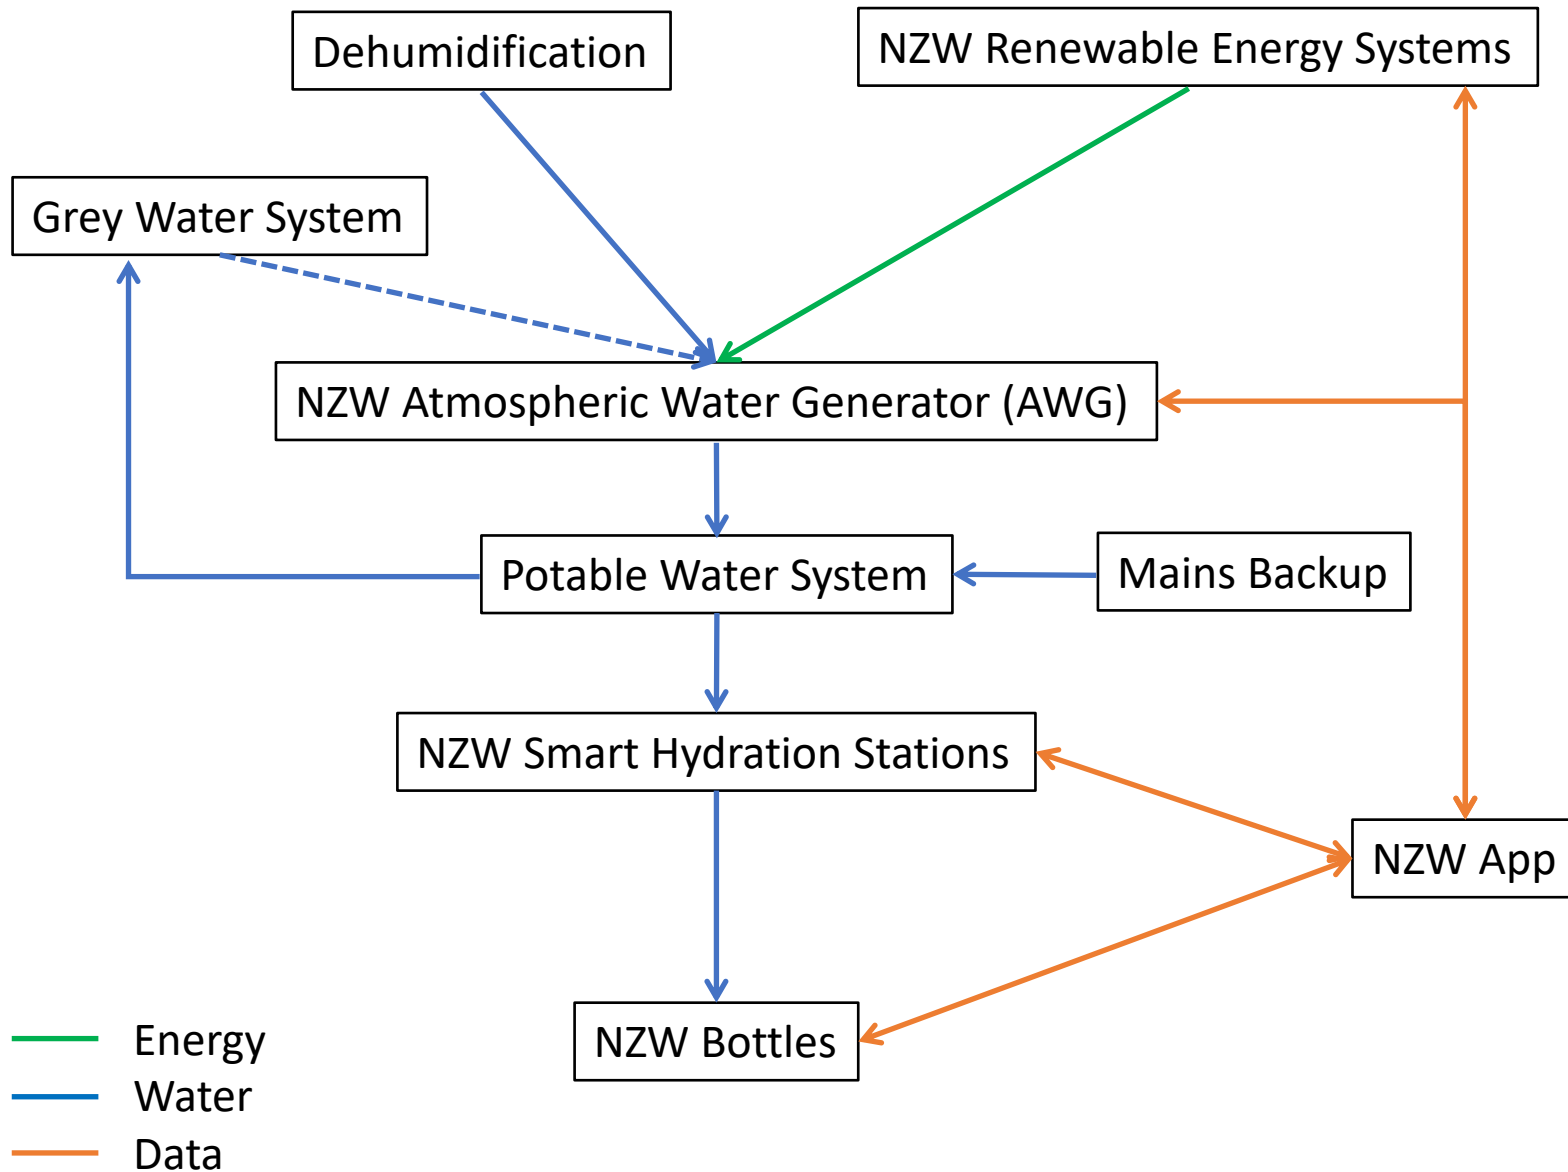 Dehumidification
NZW Renewable Energy Systems
Grey Water System
NZW Atmospheric Water Generator (AWG)
Potable Water System
Mains Backup
NZW Smart Hydration Stations
NZW App
NZW Bottles
Energy
Water
Data